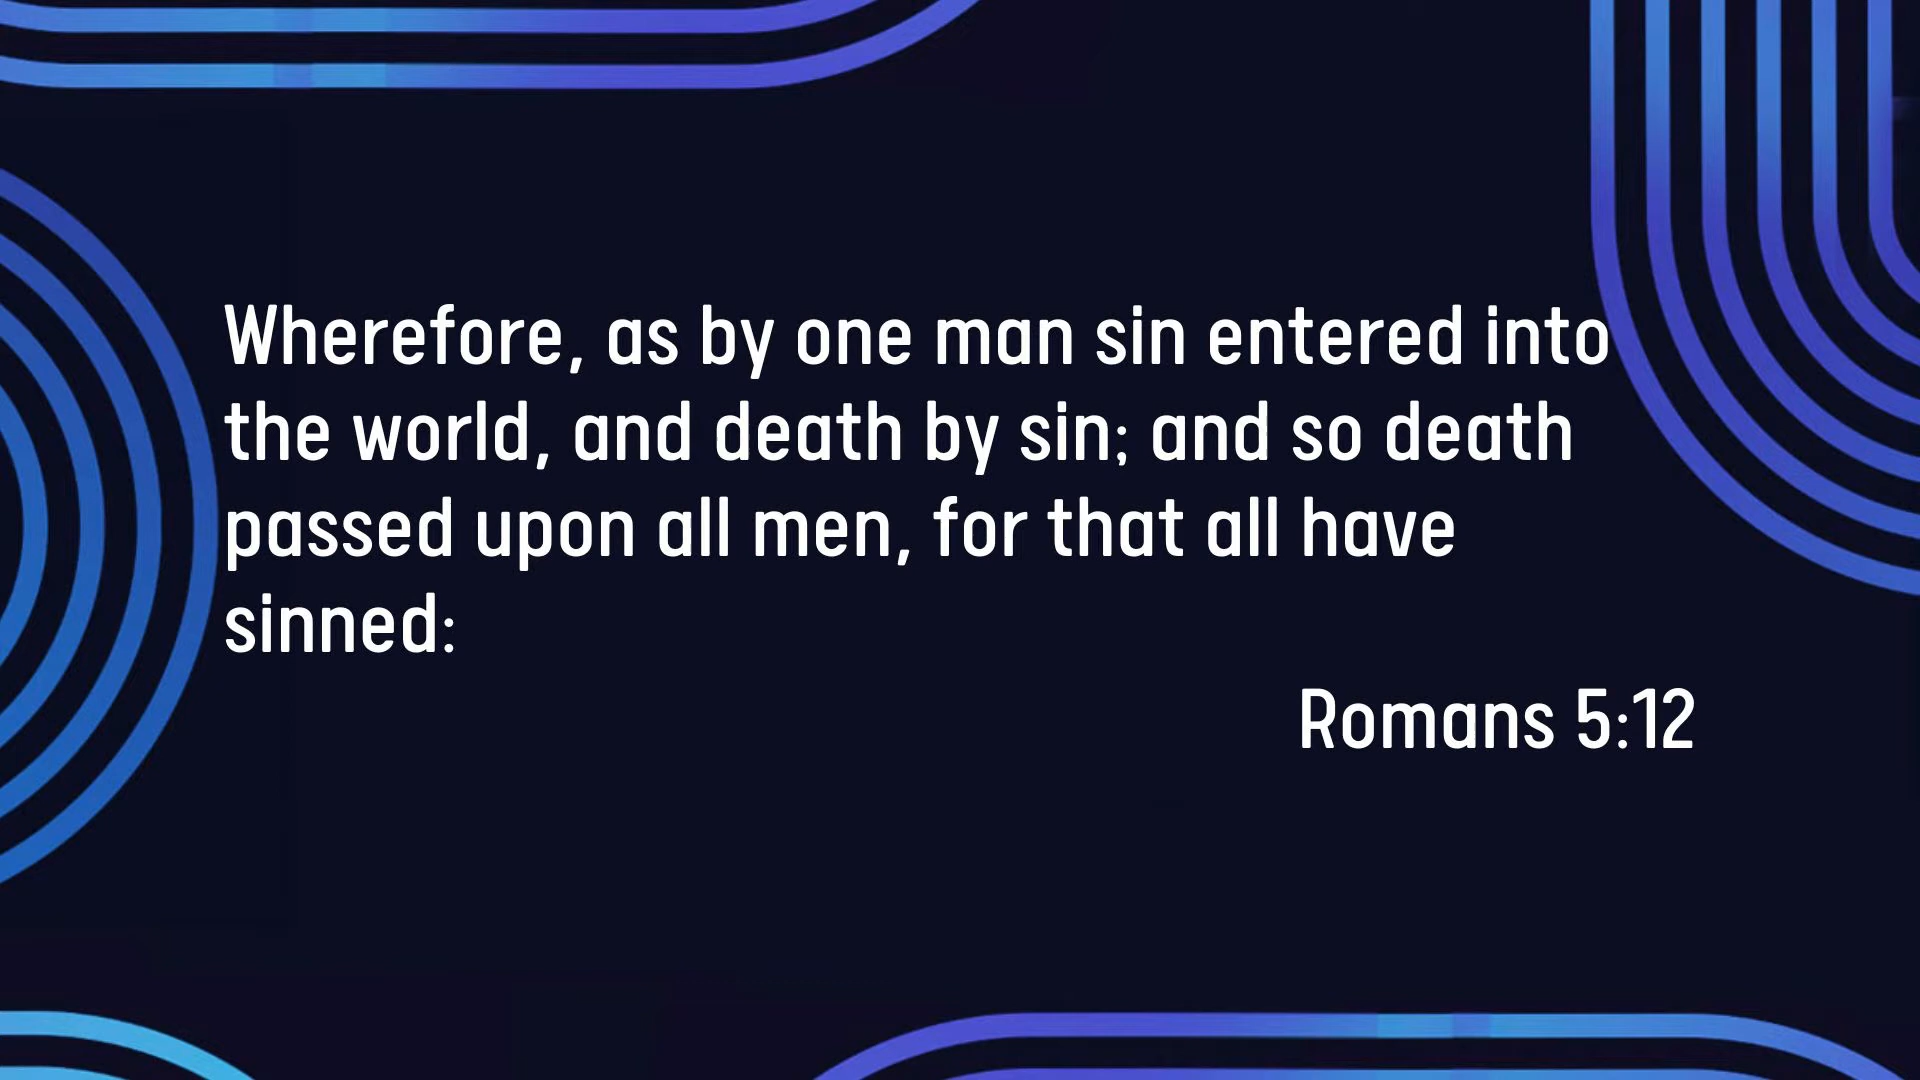 Wherefore, as by one man sin entered into
the world, and death by sin; and so death
passed upon all men, for that all have
sinned:
Romans 5:12